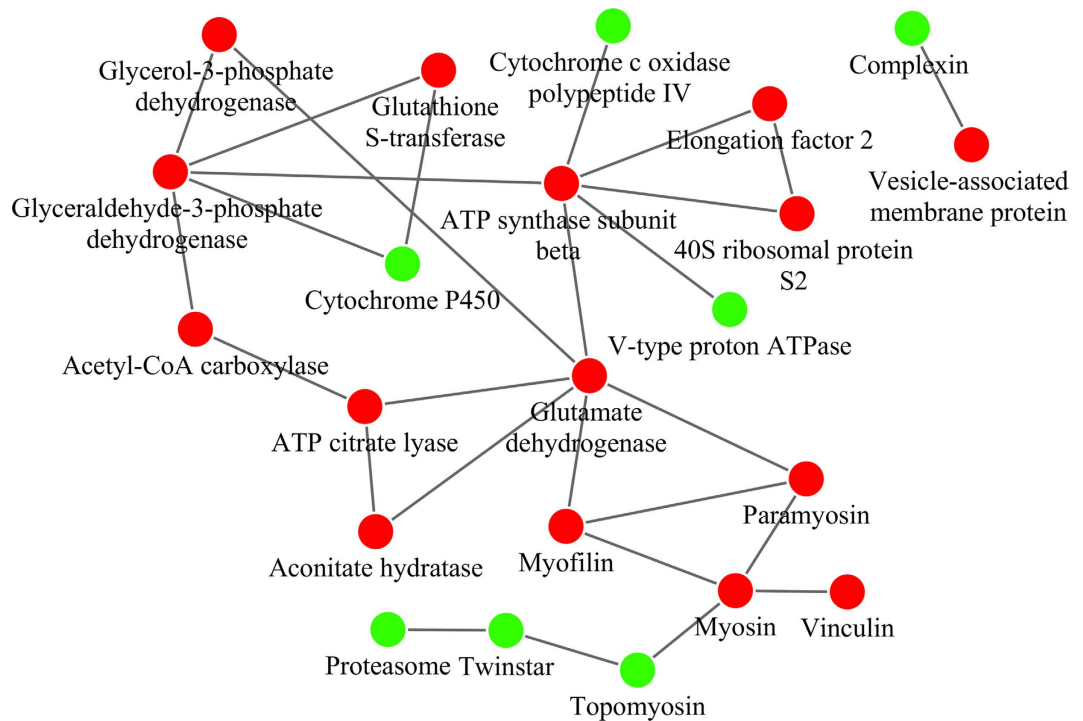 Glycerol-3-phosphate
dehydrogenase
Glutathione
S-transferase
Cytochrome c oxidase
polypeptide IV
Complexin
Elongation factor 2
Vesicle-associated
membrane protein
Glyceraldehyde-3-phosphate
dehydrogenase
ATP synthase subunit
beta
40S ribosomal protein
S2
Cytochrome P450
V-type proton ATPase
Acetyl-CoA carboxylase
ATP citrate lyase
Glutamate
dehydrogenase
Paramyosin
Aconitate hydratase
Myofilin
Myosin
Vinculin
Proteasome
Twinstar
Topomyosin